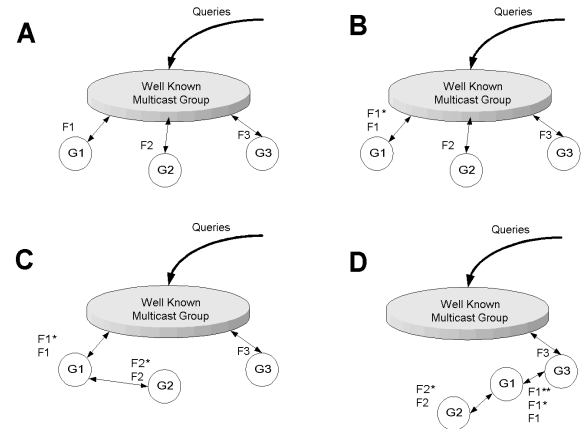 A
Queries
Well Known
Multicast Group
F1
F2
F3
G1
G2
G3
B
Queries
Well Known
Multicast Group
F1*
F1
F2
F3
G1
G2
G3
C
Queries
Well Known
Multicast Group
F1*
F1
F2*
F2
F3
G1
G2
G3
D
Queries
Well Known
Multicast Group
F3
F2*
F2
G1
G3
F1**
F1*
F1
G2